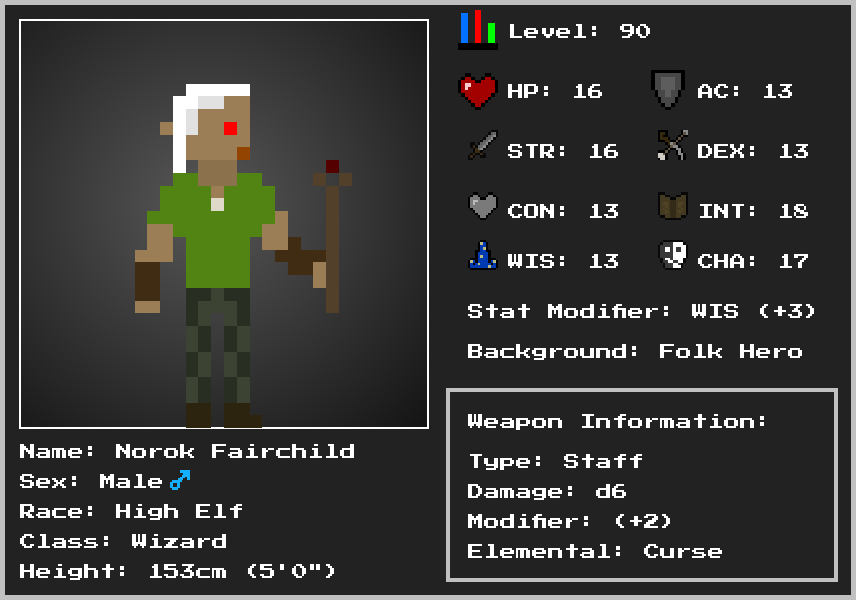 Level: 90
HP: 16
AC: 13
STR: 16
DEX: 13
CON: 13
INT: 18
WIS: 13
CHA: 17
Stat Modifier: WIS (+3)
Background: Folk Hero
Weapon Information:
Type: Staff
Damage: d6
Modifier: (+2)
Elemental: Curse
Name: Norok Fairchild
Sex: Male♂
Race: High Elf
Class: Wizard
Height: 153cm (5'0")